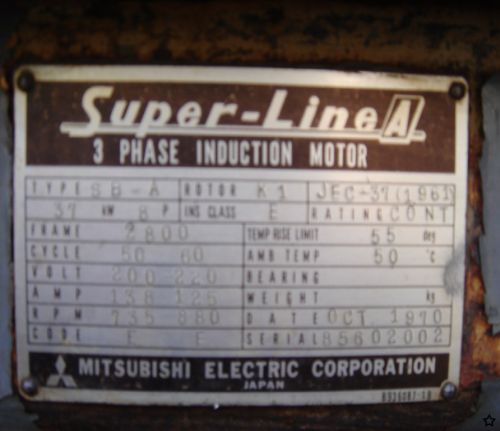 Super-Line A
3 PHASE INDUCTION MOTOR
TYPE SB-A ROTOR K1 JEC-37(1961)
37 KW 8 P INS CLASS E RATING CONT
FRAME 2800 TEMP RISE LIMIT 55 deg
CYCLE 50 60 AMB TEMP 50 °C
VOLT 200 220 BEARING
AMP 138 125 WEIGHT kg
RPM 735 880 DATE OCT 1970
CODE E E SERIAL 85602002
MITSUBISHI ELECTRIC CORPORATION
JAPAN